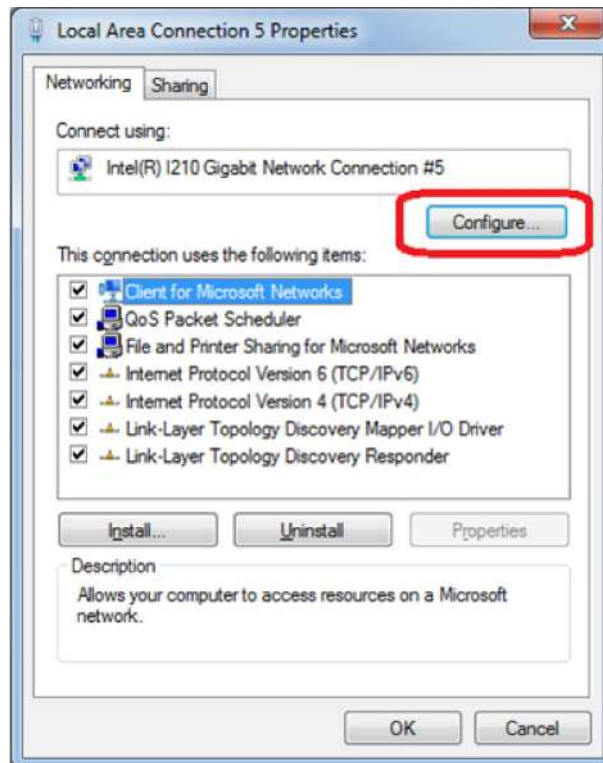 Local Area Connection 5 Properties
Networking
Sharing
Connect using:
Intel(R) I210 Gigabit Network Connection #5
Configure...
This connection uses the following items:
Client for Microsoft Networks
QoS Packet Scheduler
File and Printer Sharing for Microsoft Networks
Internet Protocol Version 6 (TCP/IPv6)
Internet Protocol Version 4 (TCP/IPv4)
Link-Layer Topology Discovery Mapper I/O Driver
Link-Layer Topology Discovery Responder
Install...
Uninstall
Properties
Description
Allows your computer to access resources on a Microsoft
network.
OK
Cancel